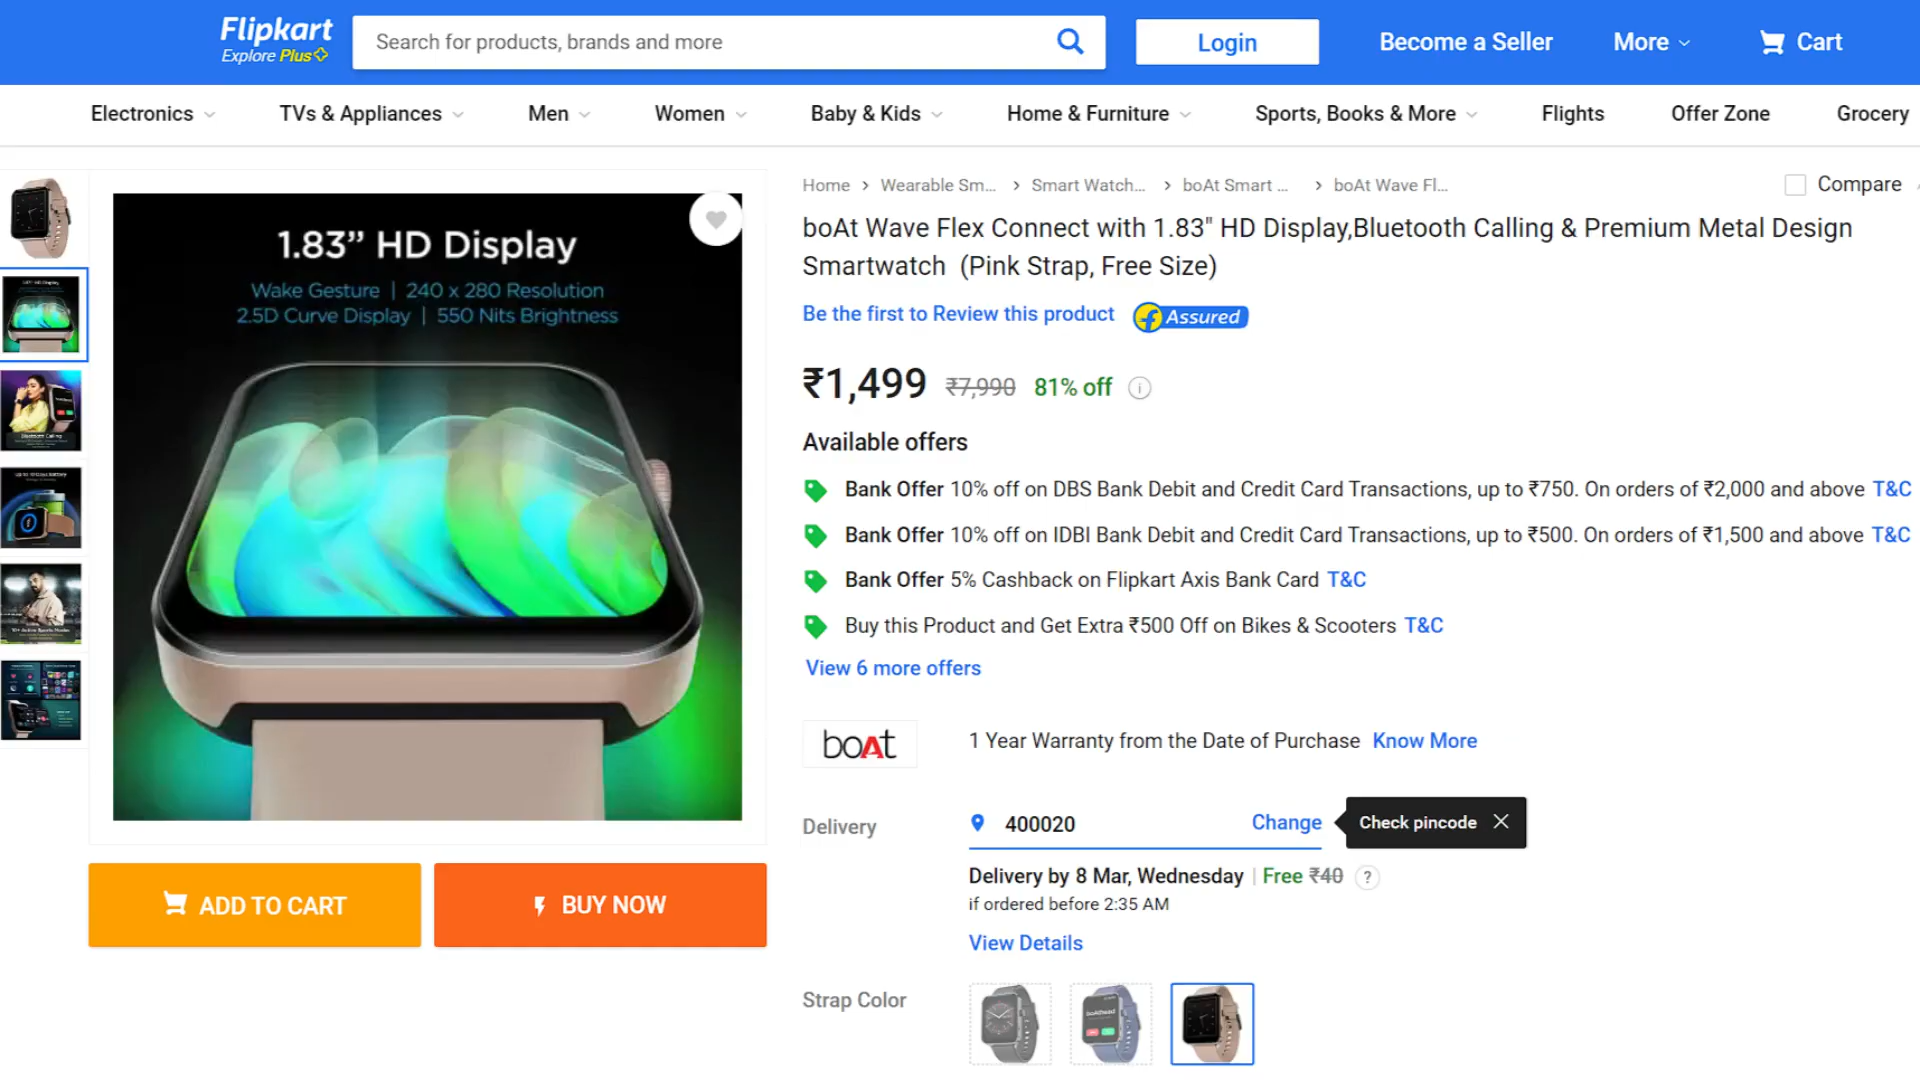 Flipkart
Explore Plus
Search for products, brands and more
Login
Become a Seller
More
Cart
Electronics
TVs & Appliances
Men
Women
Baby & Kids
Home & Furniture
Sports, Books & More
Flights
Offer Zone
Grocery
1.83” HD Display
Wake Gesture | 240 x 280 Resolution
2.5D Curve Display | 550 Nits Brightness
ADD TO CART
BUY NOW
Home > Wearable Sm... > Smart Watch... > boAt Smart ... > boAt Wave Fl...
Compare
boAt Wave Flex Connect with 1.83" HD Display,Bluetooth Calling & Premium Metal Design
Smartwatch (Pink Strap, Free Size)
Be the first to Review this product
Assured
₹1,499 ₹7,990 81% off
Available offers
Bank Offer 10% off on DBS Bank Debit and Credit Card Transactions, up to ₹750. On orders of ₹2,000 and above T&C
Bank Offer 10% off on IDBI Bank Debit and Credit Card Transactions, up to ₹500. On orders of ₹1,500 and above T&C
Bank Offer 5% Cashback on Flipkart Axis Bank Card T&C
Buy this Product and Get Extra ₹500 Off on Bikes & Scooters T&C
View 6 more offers
boAt
1 Year Warranty from the Date of Purchase Know More
Delivery
400020
Change
Check pincode
Delivery by 8 Mar, Wednesday | Free ₹40 ?
if ordered before 2:35 AM
View Details
Strap Color